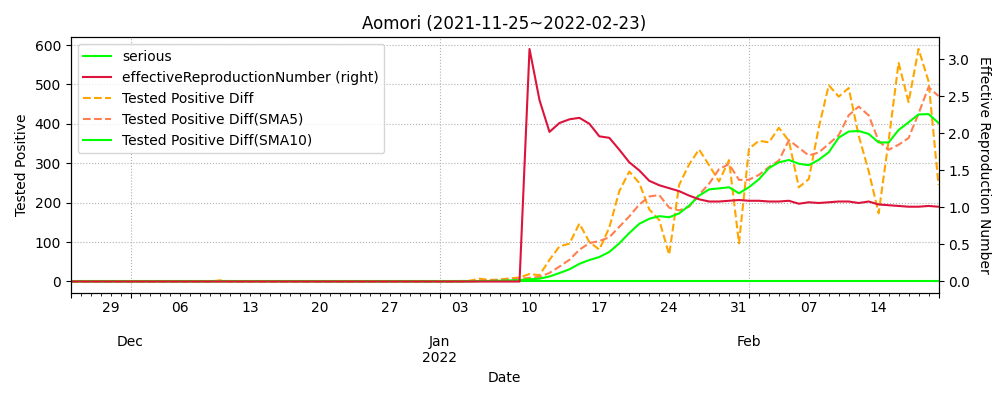 Aomori (2021-11-25~2022-02-23)
serious
effectiveReproductionNumber (right)
Tested Positive Diff
Tested Positive Diff(SMA5)
Tested Positive Diff(SMA10)
Tested Positive
600
500
400
300
200
100
0
3.0
2.5
2.0
1.5
1.0
0.5
0.0
Effective Reproduction Number
29 06 13 20 27 03 10 17 24 31 07 14
Dec Jan Feb
2022
Date